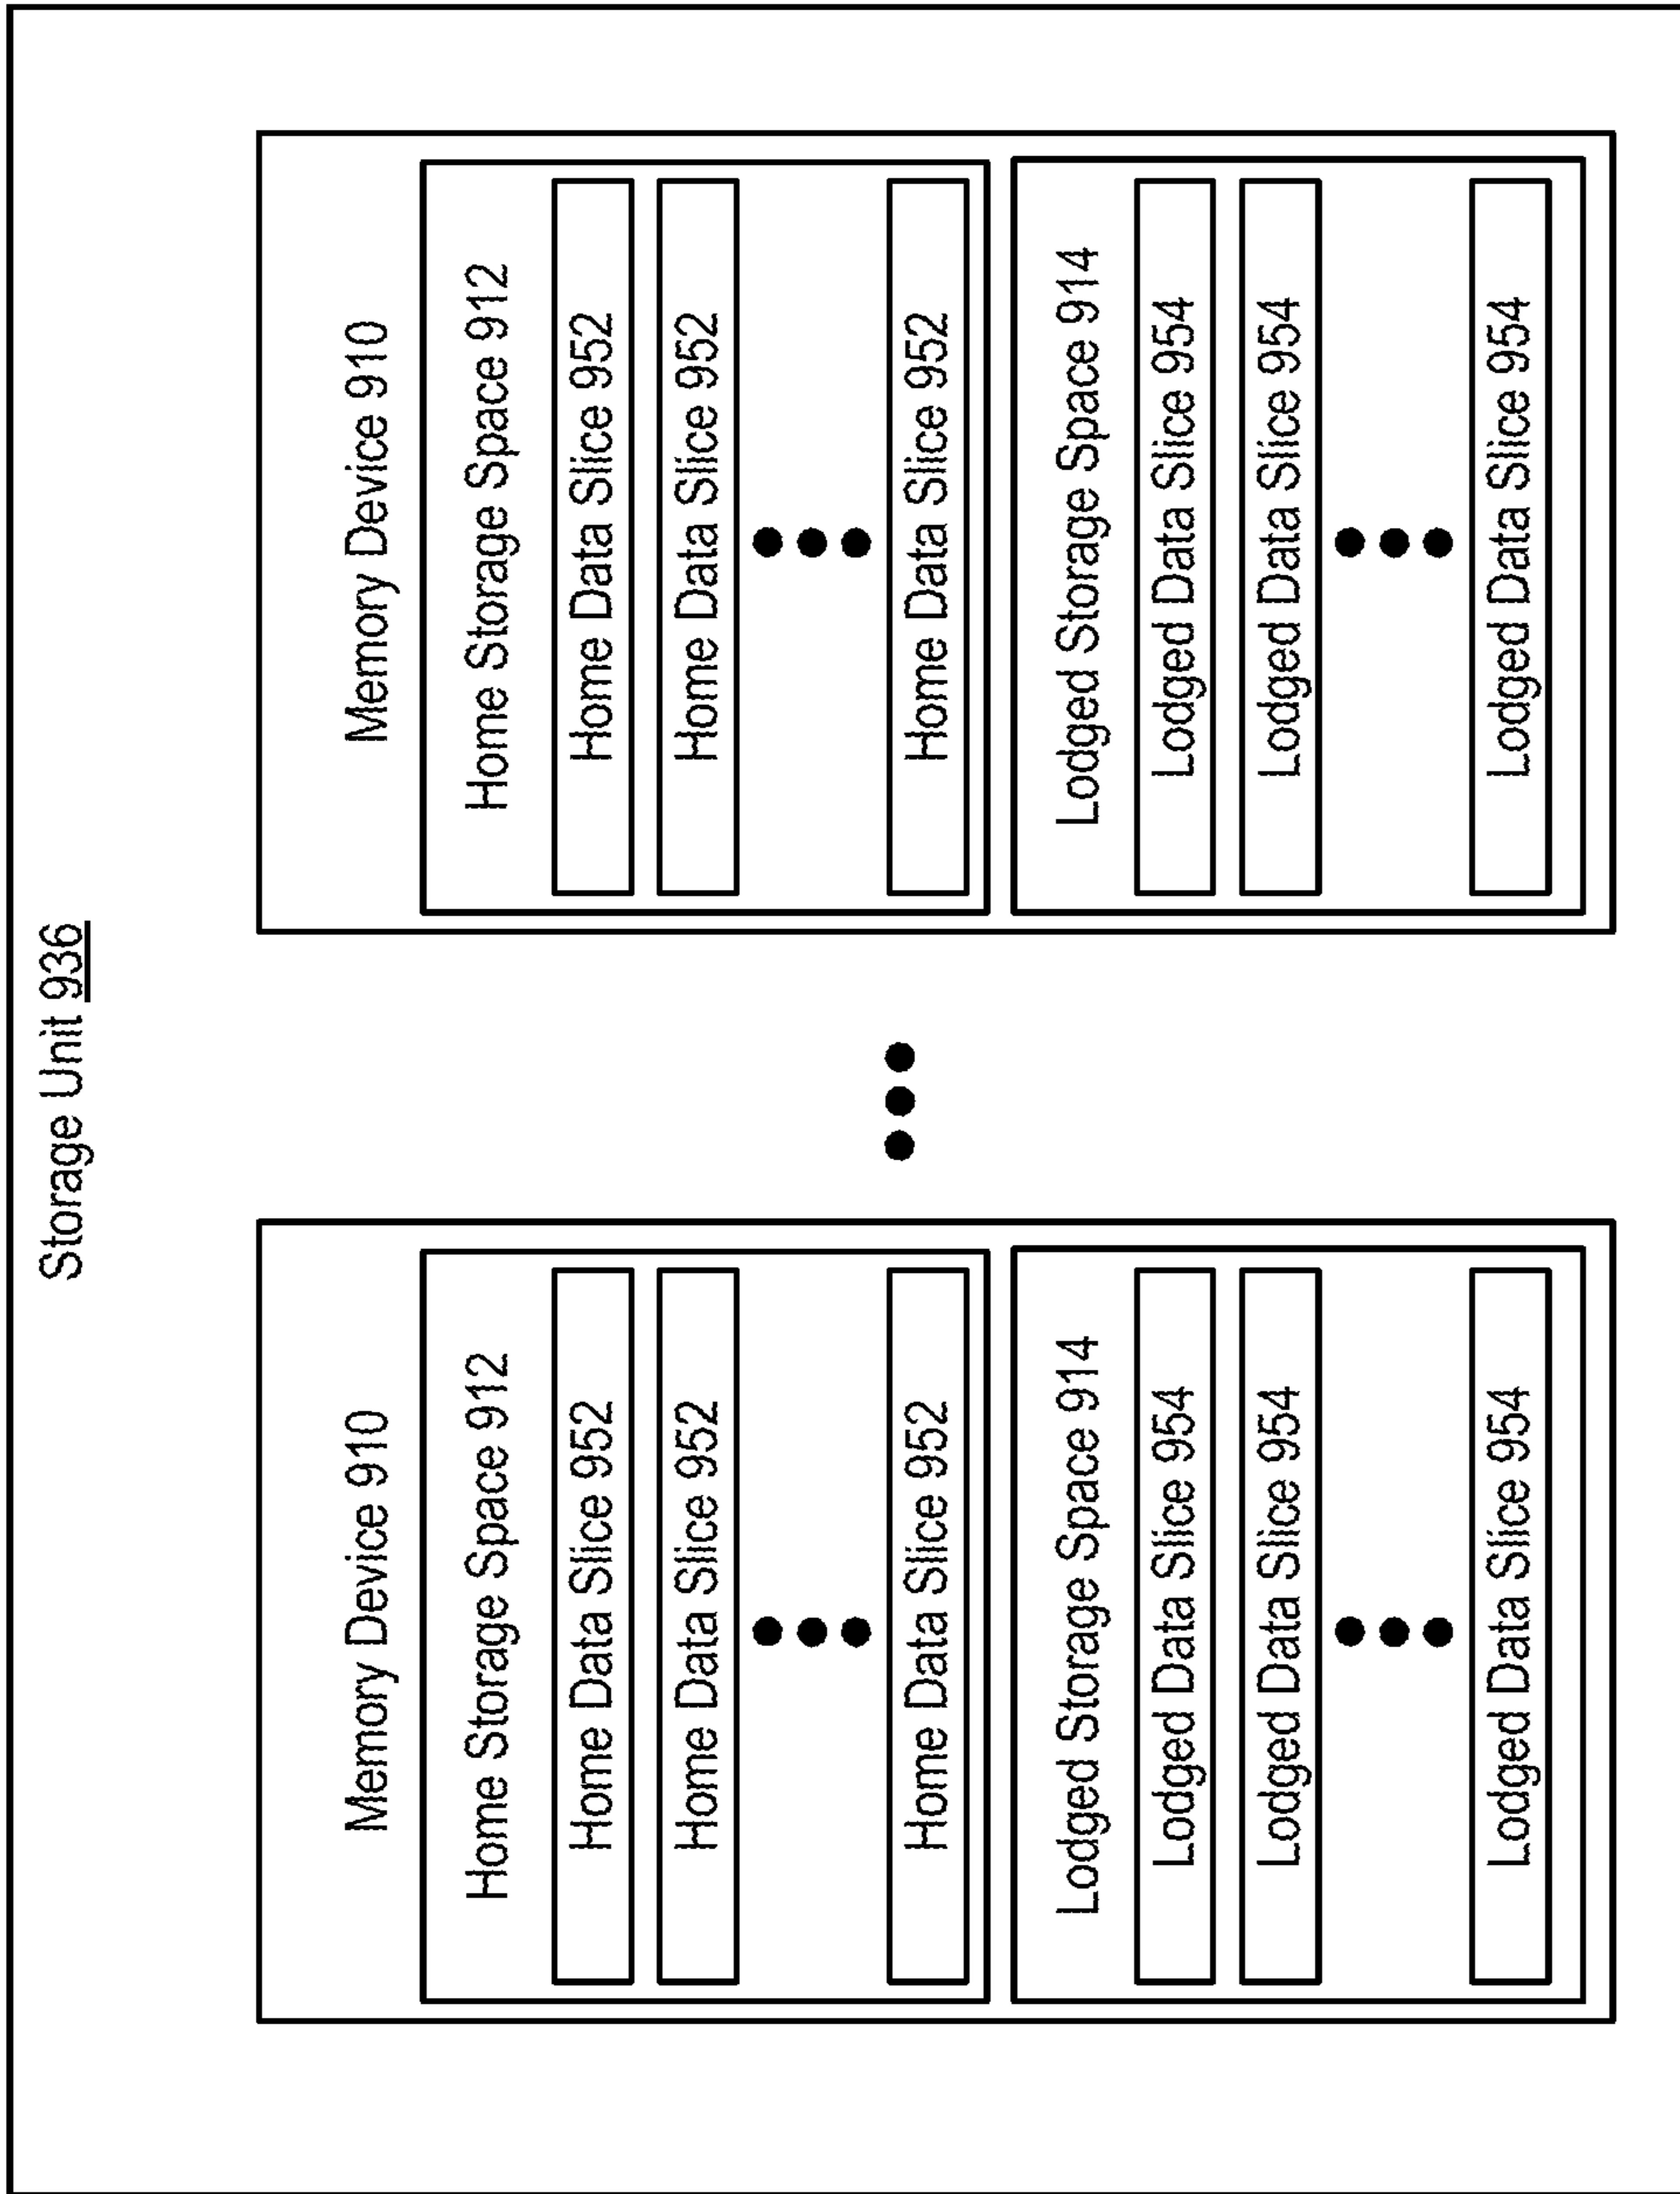 Storage Unit 936
Memory Device 910
Home Storage Space 912
Home Data Slice 952
Home Data Slice 952
Home Data Slice 952
Lodged Storage Space 914
Lodged Data Slice 954
Lodged Data Slice 954
Lodged Data Slice 954
Memory Device 910
Home Storage Space 912
Home Data Slice 952
Home Data Slice 952
Home Data Slice 952
Lodged Storage Space 914
Lodged Data Slice 954
Lodged Data Slice 954
Lodged Data Slice 954